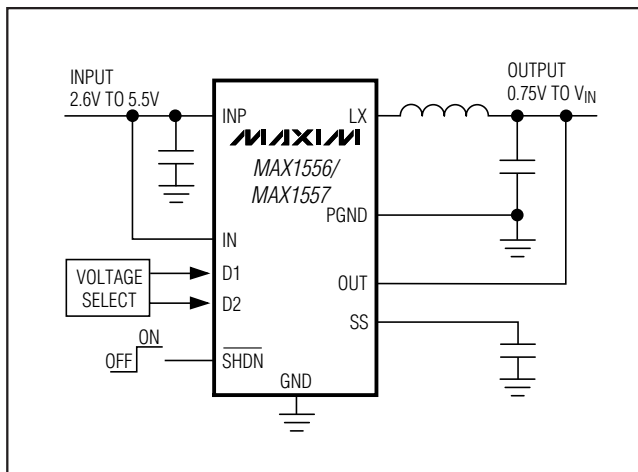 INPUT
2.6V TO 5.5V
OUTPUT
0.75V TO VIN
INP
LX
MAXIM
MAX1556/
MAX1557
PGND
IN
D1
VOLTAGE
SELECT
D2
OUT
SS
ON
OFF
SHDN
GND